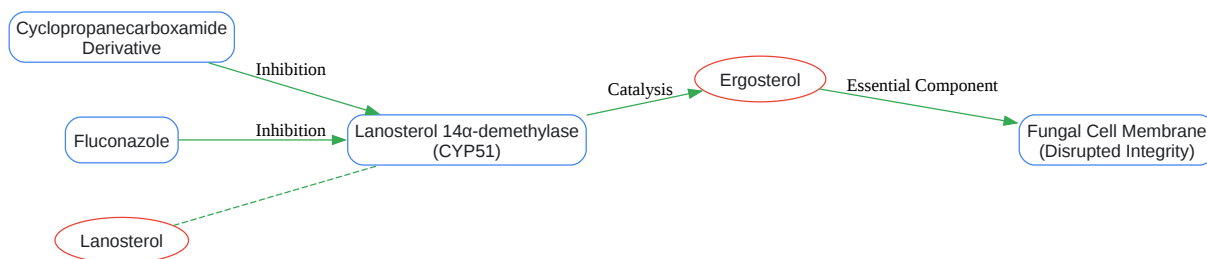 Cyclopropanecarboxamide
Derivative
Inhibition
Fluconazole
Inhibition
Lanosterol
Lanosterol 14α-demethylase
(CYP51)
Catalysis
Ergosterol
Essential Component
Fungal Cell Membrane
(Disrupted Integrity)